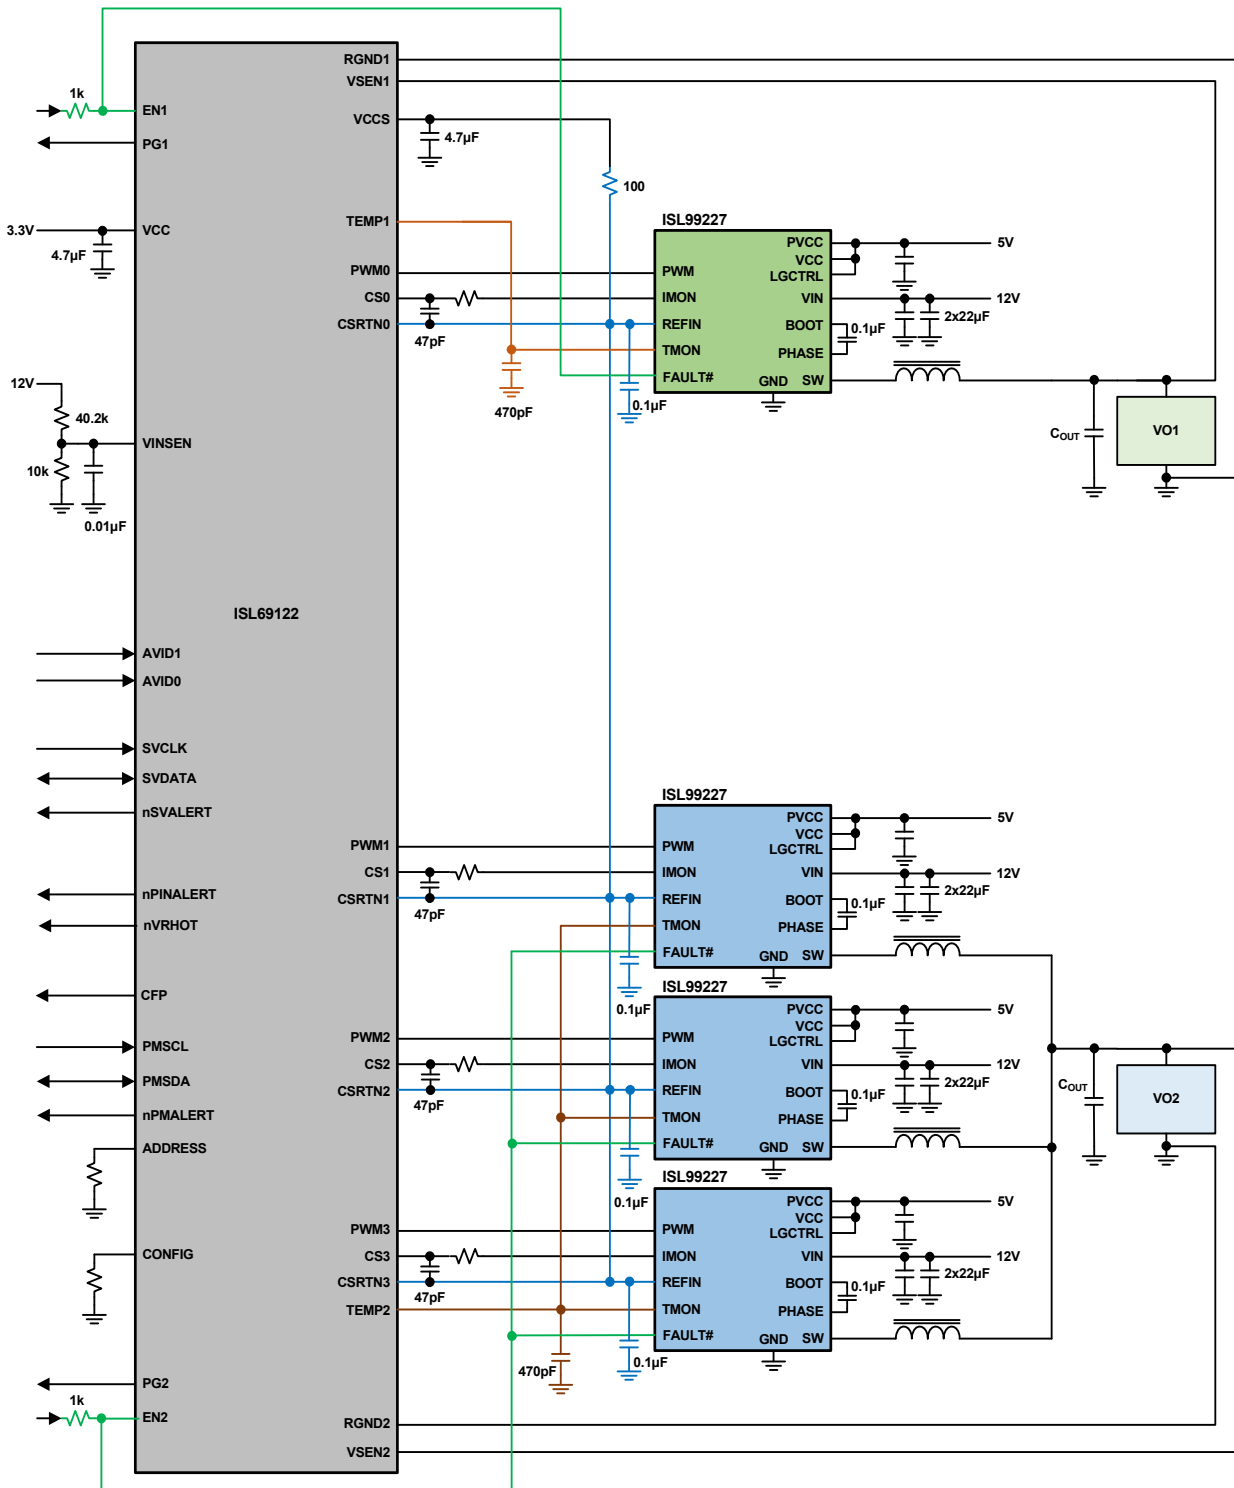 RGND1
VSEN1
1k
EN1
VCCS
4.7µF
PG1
100
TEMP1
ISL99227
3.3V
VCC
4.7µF
PVCC
5V
VCC
LGCTRL
PWM0
PWM
CS0
IMON
VIN
12V
2x22µF
CSRTN0
REFIN
BOOT
0.1µF
47pF
TMON
PHASE
FAULT#
GND
SW
12V
470pF
0.1µF
40.2k
VINSEN
COUT
VO1
10k
0.01µF
ISL69122
AVID1
AVID0
SVCLK
SVDATA
nSVALERT
ISL99227
PVCC
5V
VCC
LGCTRL
PWM1
PWM
CS1
IMON
VIN
12V
2x22µF
nPINALERT
CSRTN1
REFIN
BOOT
0.1µF
47pF
nVRHOT
TMON
PHASE
FAULT#
GND
SW
CFP
ISL99227
0.1µF
PVCC
5V
VCC
LGCTRL
PWM2
PWM
PMSCL
CS2
IMON
VIN
12V
PMSDA
2x22µF
CSRTN2
REFIN
BOOT
0.1µF
COUT
VO2
47pF
nPMALERT
TMON
PHASE
ADDRESS
FAULT#
GND
SW
ISL99227
0.1µF
PVCC
5V
VCC
LGCTRL
PWM3
PWM
CONFIG
CS3
IMON
VIN
12V
2x22µF
CSRTN3
REFIN
BOOT
0.1µF
47pF
TEMP2
TMON
PHASE
FAULT#
GND
SW
470pF
0.1µF
PG2
1k
EN2
RGND2
VSEN2